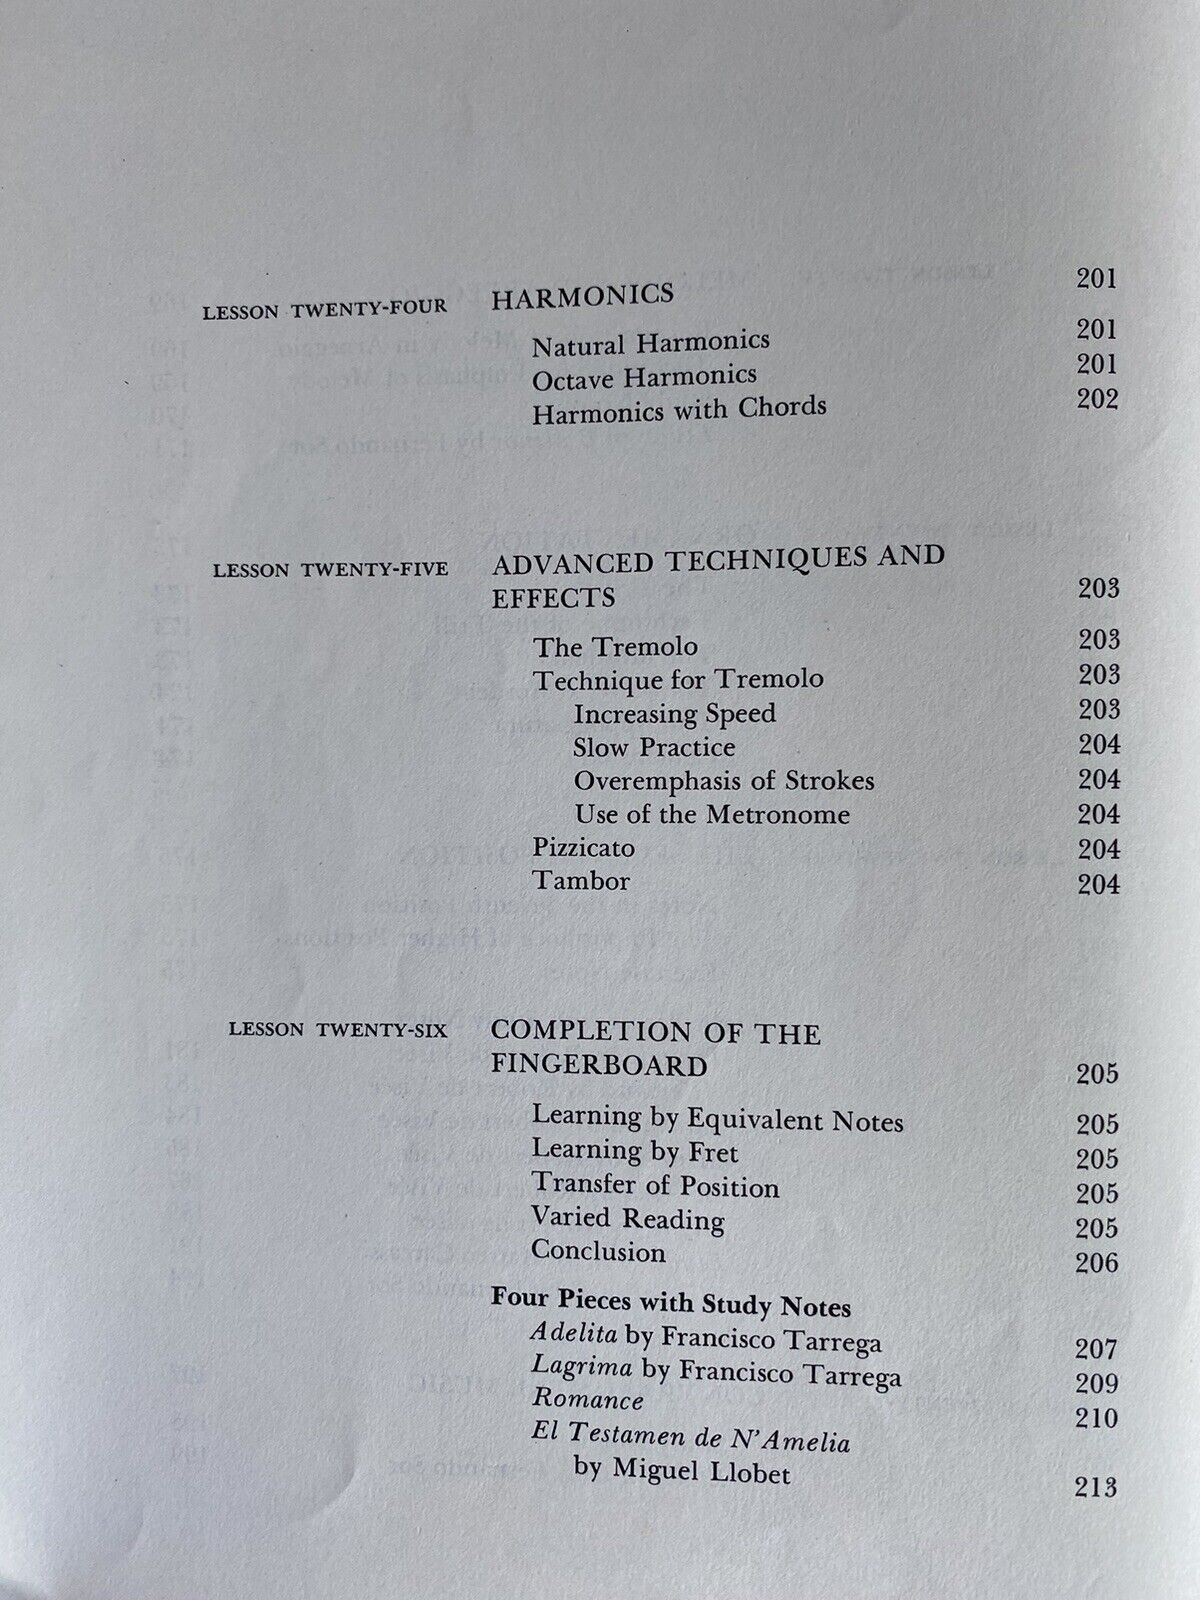 LESSON TWENTY-FOUR HARMONICS 201
Natural Harmonics 201
Octave Harmonics 201
Harmonics with Chords 202
LESSON TWENTY-FIVE ADVANCED TECHNIQUES AND
EFFECTS 203
The Tremolo 203
Technique for Tremolo 203
Increasing Speed 203
Slow Practice 204
Overemphasis of Strokes 204
Use of the Metronome 204
Pizzicato 204
Tambor 204
LESSON TWENTY-SIX COMPLETION OF THE
FINGERBOARD 205
Learning by Equivalent Notes 205
Learning by Fret 205
Transfer of Position 205
Varied Reading 205
Conclusion 206
Four Pieces with Study Notes
Adelita by Francisco Tarrega 207
Lagrima by Francisco Tarrega 209
Romance 210
El Testamen de N'Amelia
by Miguel Llobet 213